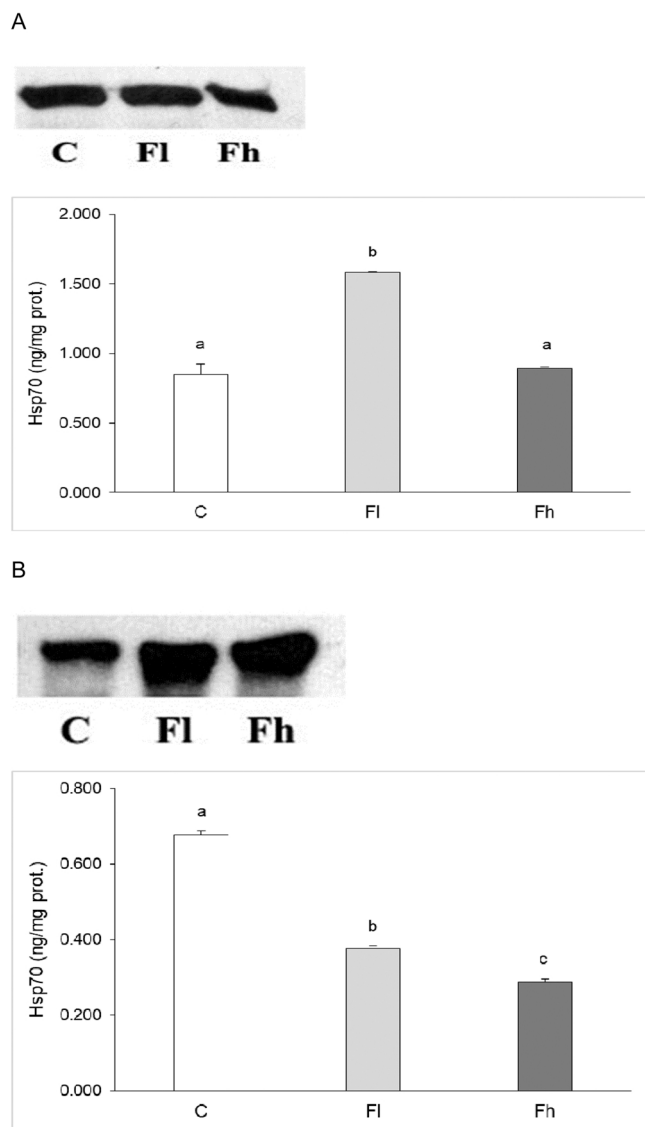 A
C Fl Fh
2.000
b
1.500
a a
1.000
0.500
0.000
Hsp70 (ng/mg prot.)
C Fl Fh
B
C Fl Fh
0.800
a
0.600
b
0.400
c
0.200
0.000
Hsp70 (ng/mg prot.)
C Fl Fh